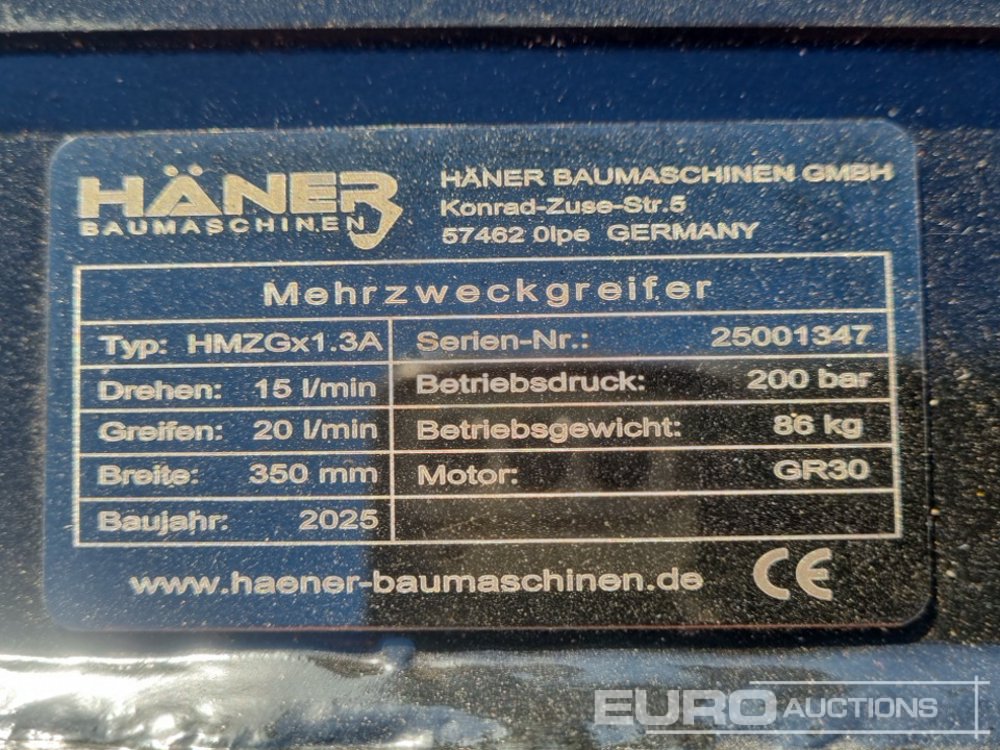 HÄNER
BAUMASCHINEN
HÄNER BAUMASCHINEN GMBH
Konrad-Zuse-Str.5
57462 Olpe GERMANY
Mehrzweckgreifer
Typ: HMZGx1.3A
Serien-Nr.: 25001347
Drehen: 15 l/min
Betriebsdruck: 200 bar
Greifen: 20 l/min
Betriebsgewicht: 86 kg
Breite: 350 mm
Motor: GR30
Baujahr: 2025
www.haener-baumaschinen.de CE
EURO AUCTIONS